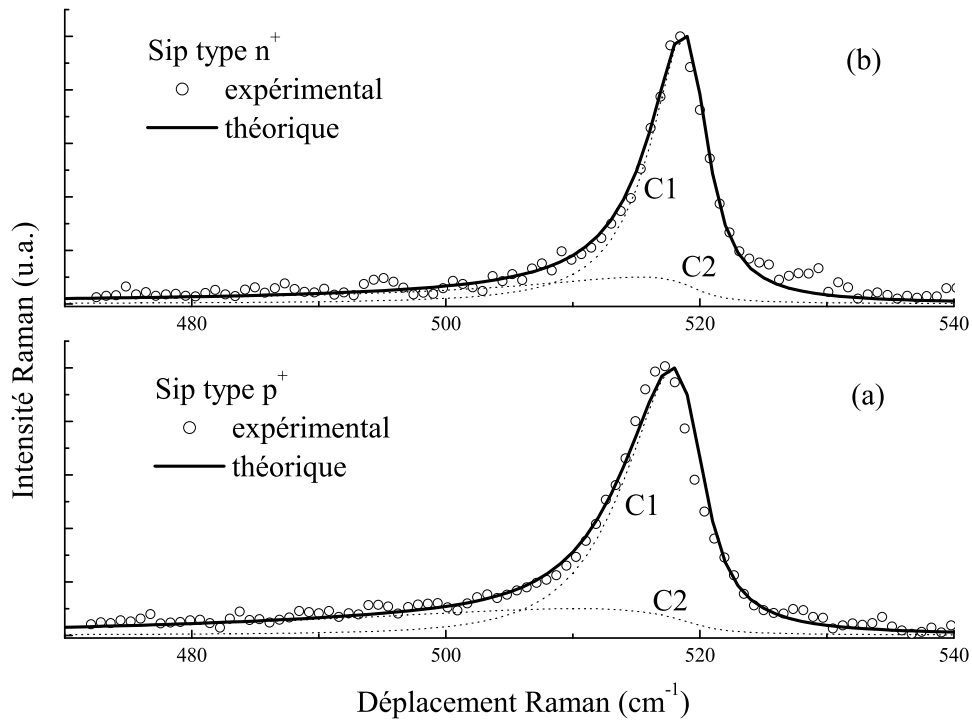 Sip type n+
expérimental
théorique
(b)
C1
C2
480
500
520
540
Sip type p+
expérimental
théorique
(a)
C1
C2
480
500
520
540
Intensité Raman (u.a.)
Déplacement Raman (cm-1)